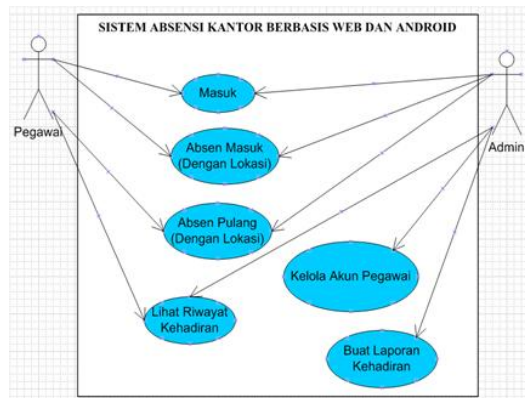 SISTEM ABSENSI KANTOR BERBASIS WEB DAN ANDROID
Masuk
Pegawai
Absen Masuk
(Dengan Lokasi)
Admin
Absen Pulang
(Dengan Lokasi)
Kelola Akun Pegawai
Lihat Riwayat
Kehadiran
Buat Laporan
Kehadiran